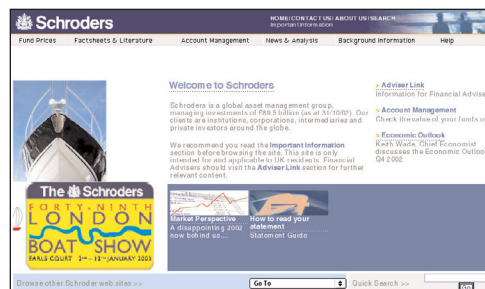 Schroders
HOME|CONTACT US|ABOUT US|SEARCH
Important Information
Fund Prices Factsheets & Literature Account Management News & Analysis Background Information Help
Welcome to Schroders
Schroders is a global asset management group,
managing investments of £89.5 billion (as at 31/10/02). Our
clients are institutions, corporations, intermediaries and
private investors around the globe.
We recommend you read the Important Information
section before browsing the site. This site is only
intended for and applicable to UK residents. Financial
Advisers should visit the Adviser Link section for further
relevant content.
> Adviser Link
Information for Financial Advise
> Account Management
Check the value of your funds o
> Economic Outlook
Keith Wade, Chief Economist
discusses the Economic Outloo
Q4 2002
The Schroders
FORTY-NINTH
LONDON
BOAT SHOW
EARLS COURT 2ND - 12TH JANUARY 2003
Market Perspective
A disappointing 2002
now behind us....
How to read your
statement
Statement Guide
Browse other Schroder web sites >>
Go To
Quick Search >>
Go